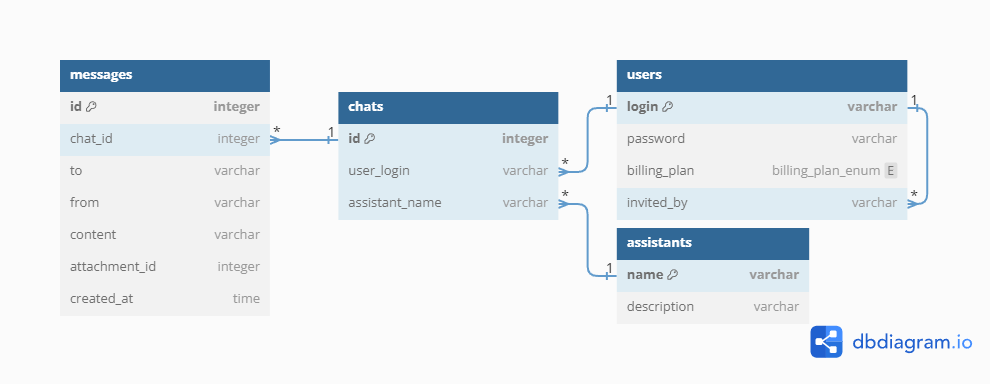 messages
id integer
chat_id integer
to varchar
from varchar
content varchar
attachment_id integer
created_at time
* 1
chats
id integer
user_login varchar
assistant_name varchar
* 1
* 1
users
login varchar
password varchar
billing_plan billing_plan_enum E
invited_by varchar
1
*
assistants
name varchar
description varchar
dbdiagram.io